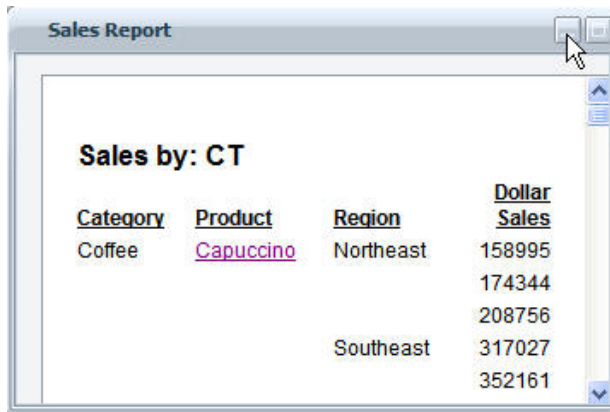 Sales Report
Sales by: CT
Dollar
Category Product Region Sales
Coffee Capuccino Northeast 158995
174344
208756
Southeast 317027
352161